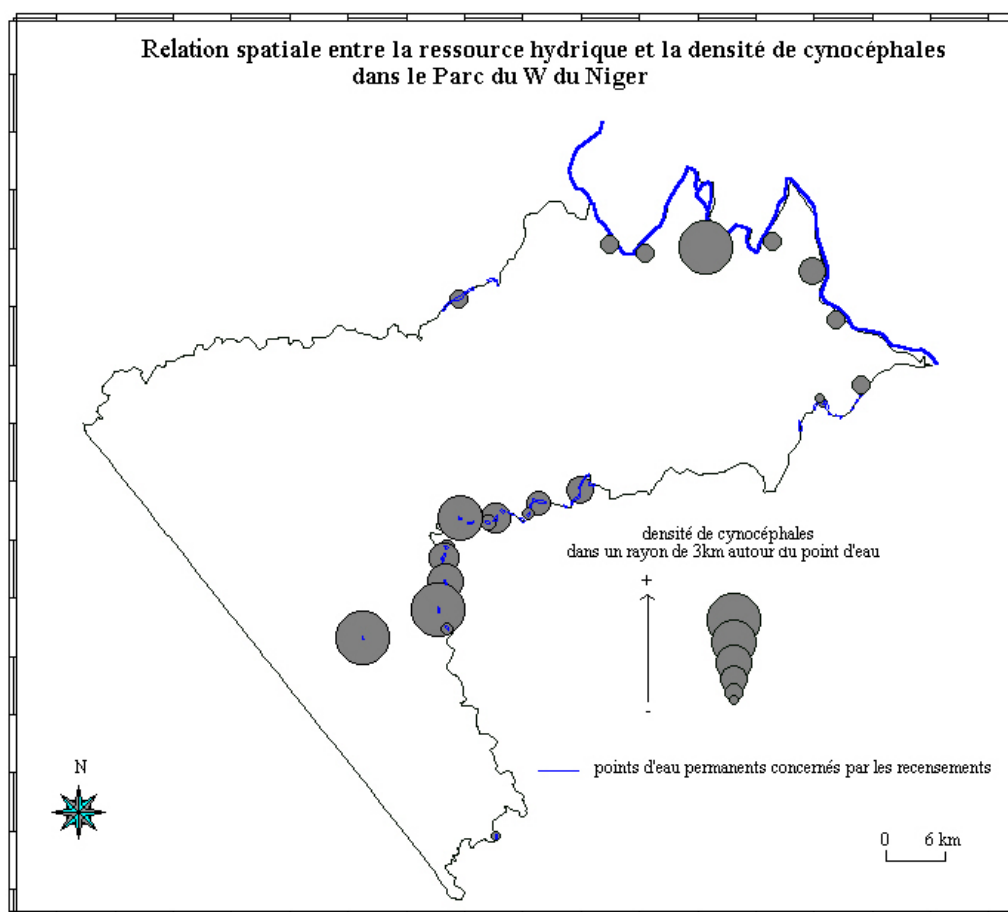 Relation spatiale entre la ressource hydrique et la densité de cynocéphales
dans le Parc du W du Niger
densité de cynocéphales
dans un rayon de 3km autour du point d'eau
+
-
points d'eau permanents concernés par les recensements
N
0 6 km